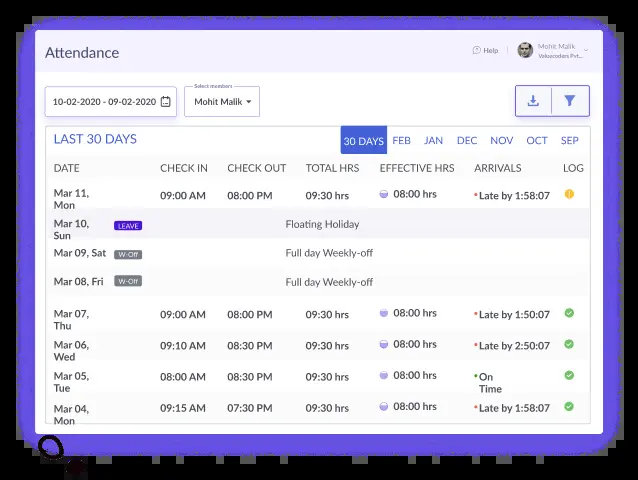 Attendance
Help
Mohit Malik
Select members
10-02-2020 - 09-02-2020
Mohit Malik
LAST 30 DAYS
30 DAYS FEB JAN DEC NOV OCT SEP
DATE CHECK IN CHECK OUT TOTAL HRS EFFECTIVE HRS ARRIVALS LOG
Mar 11, 09:00 AM 08:00 PM 09:30 hrs 08:00 hrs Late by 1:58:07
Mon
Mar 10, LEAVE Floating Holiday
Sun
Mar 09, Sat W-Off Full day Weekly-off
Mar 08, Fri W-Off Full day Weekly-off
Mar 07, 09:00 AM 08:00 PM 09:30 hrs 08:00 hrs Late by 1:50:07
Thu
Mar 06, 09:10 AM 08:30 PM 09:30 hrs 08:00 hrs Late by 2:50:07
Wed
Mar 05, 08:00 AM 08:30 PM 09:30 hrs 08:00 hrs On
Tue Time
Mar 04, 09:15 AM 07:30 PM 09:30 hrs 08:00 hrs Late by 1:58:07
Mon